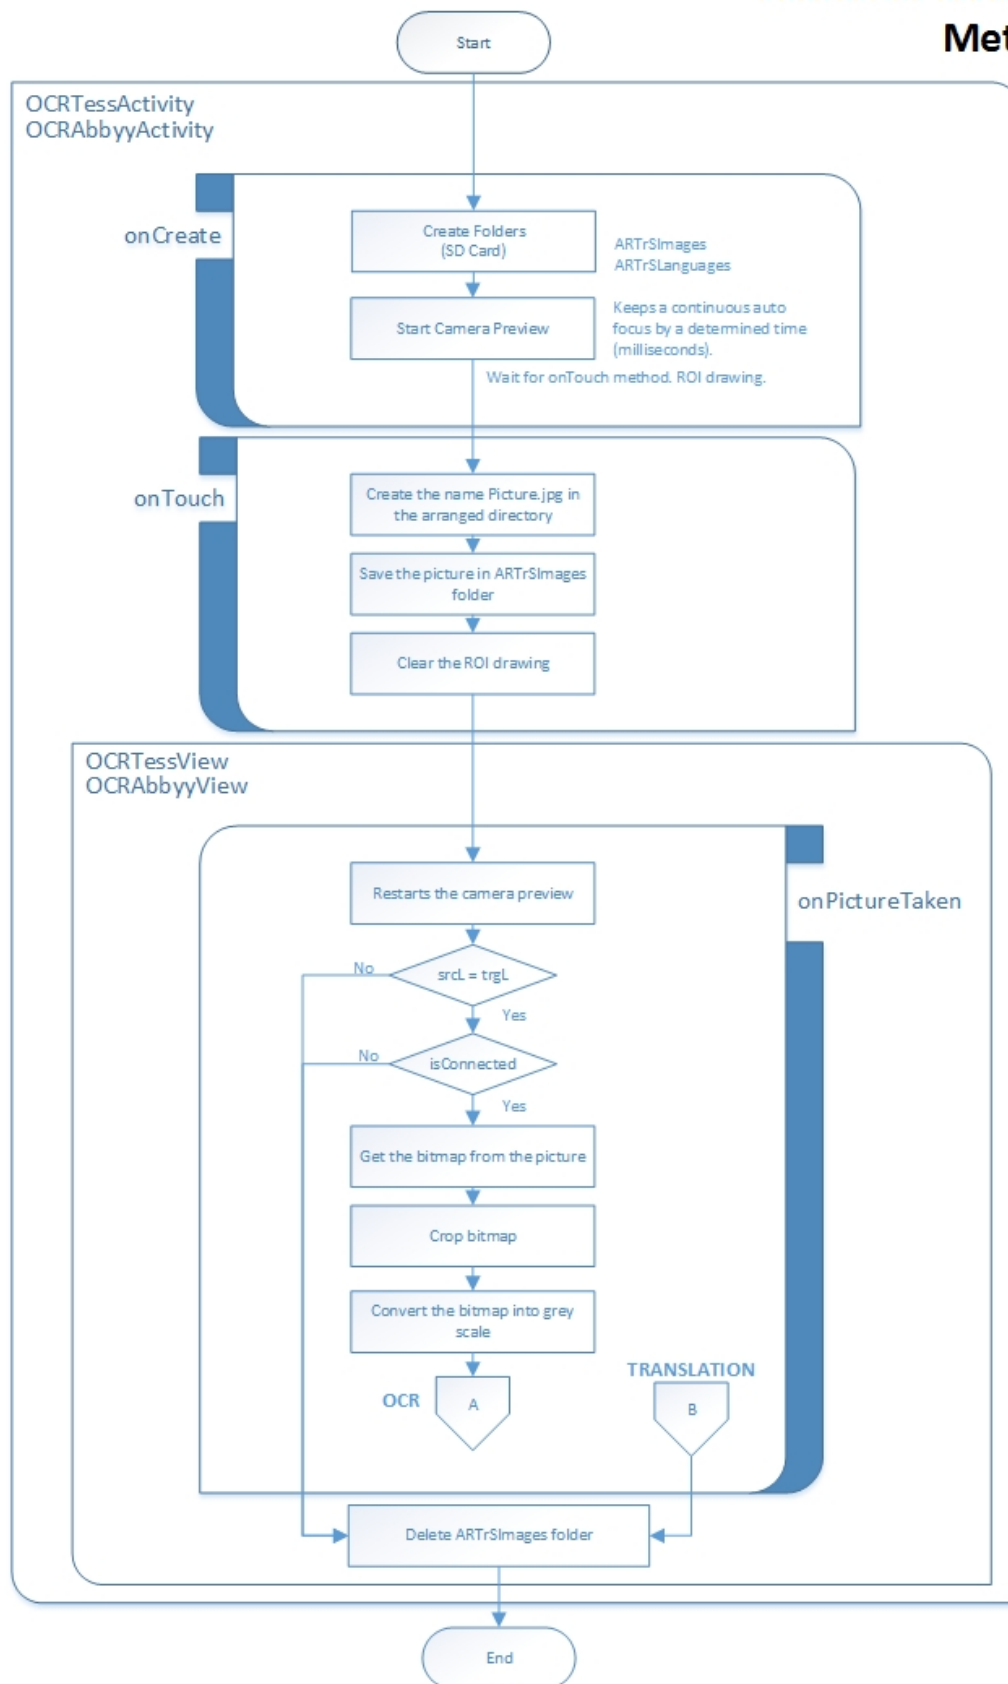 Start
Met
OCRTessActivity
OCRAbbyyActivity
onCreate
Create Folders
(SD Card)
ARTrSImages
ARTrSLanguages
Start Camera Preview
Keeps a continuous auto
focus by a determined time
(milliseconds).
Wait for onTouch method. ROI drawing.
onTouch
Create the name Picture.jpg in
the arranged directory
Save the picture in ARTrSImages
folder
Clear the ROI drawing
OCRTessView
OCRAbbyyView
onPictureTaken
Restarts the camera preview
srcL = trgL
No
Yes
isConnected
No
Yes
Get the bitmap from the picture
Crop bitmap
Convert the bitmap into grey
scale
OCR
A
TRANSLATION
B
Delete ARTrSImages folder
End